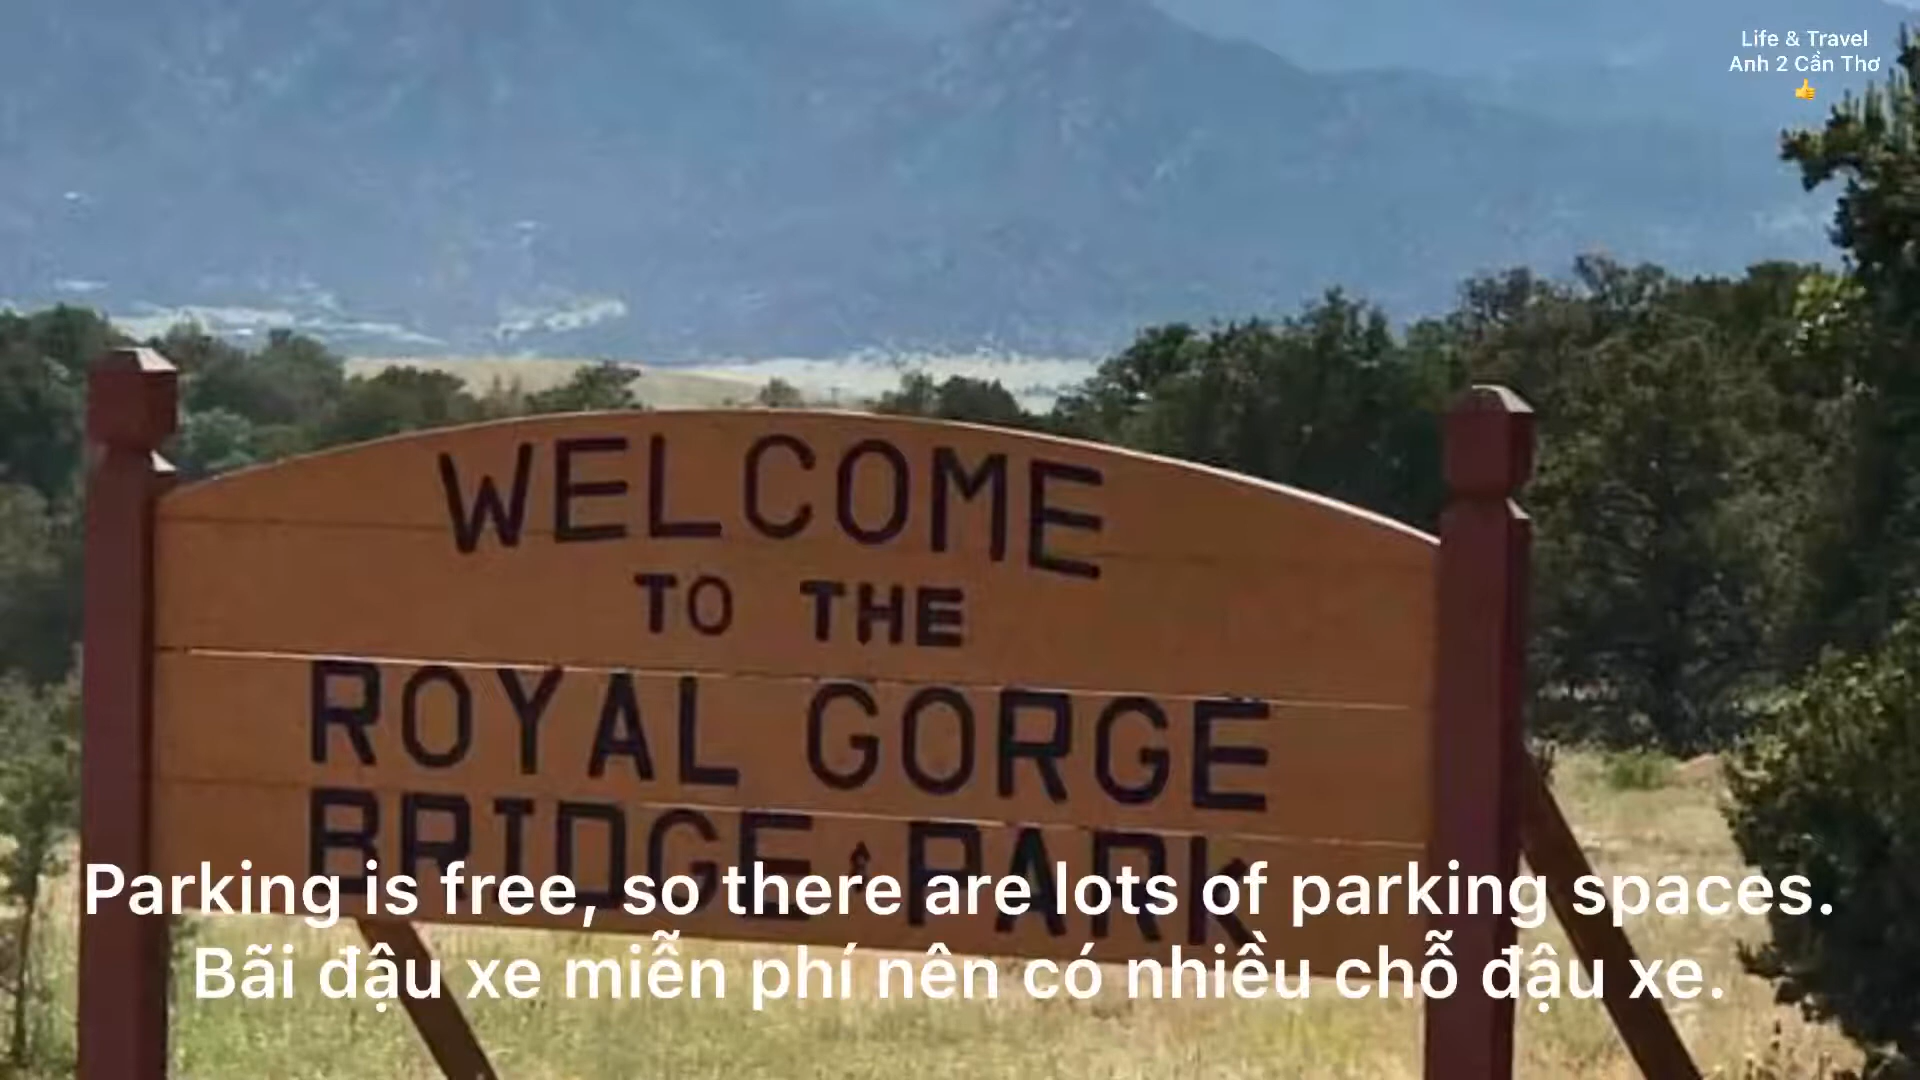 Life & Travel
Anh 2 Cần Thơ
👍
WELCOME
TO THE
ROYAL GORGE
BRIDGE & PARK
Parking is free, so there are lots of parking spaces.
Bãi đậu xe miễn phí nên có nhiều chỗ đậu xe.